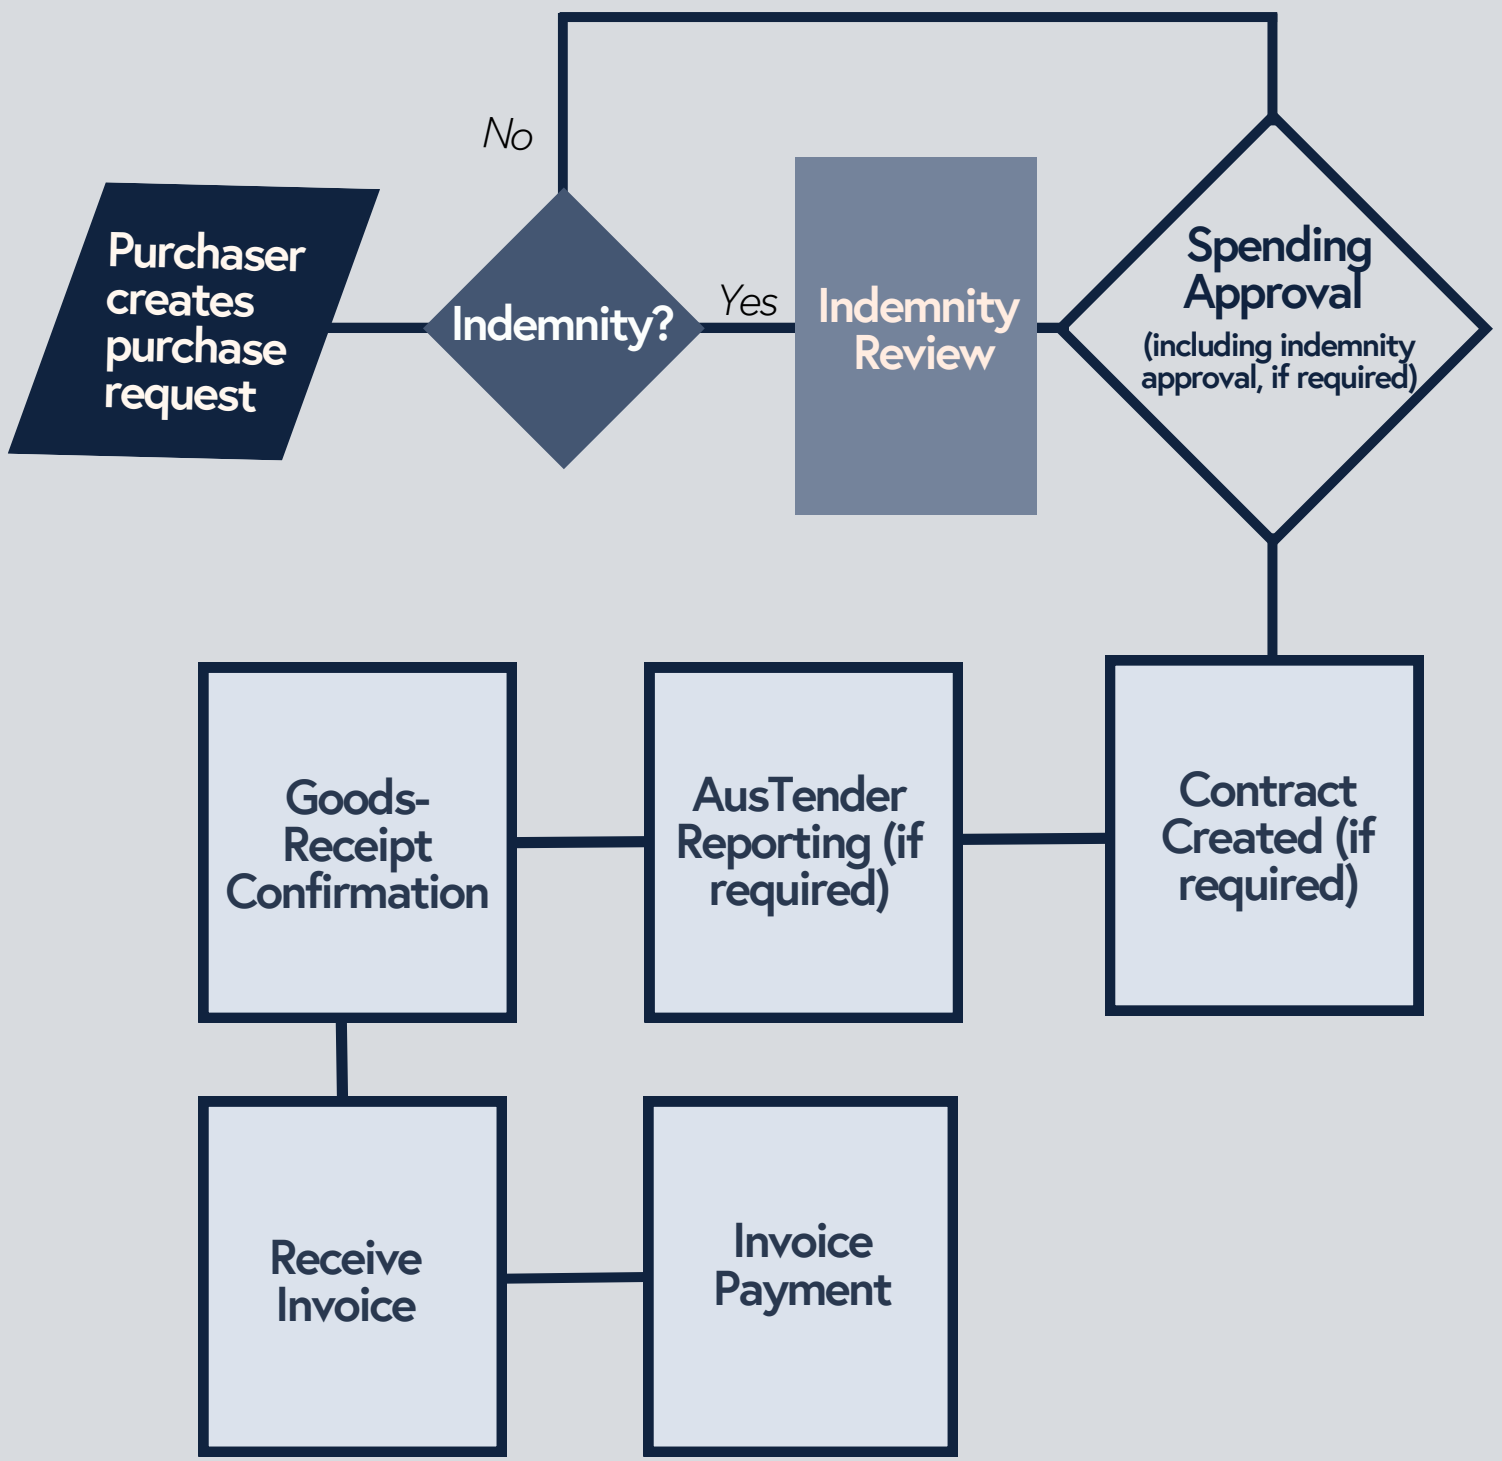 No
Purchaser
creates
purchase
request
Indemnity?
Yes
Indemnity
Review
Spending
Approval
(including indemnity
approval, if required)
Goods-
Receipt
Confirmation
AusTender
Reporting (if
required)
Contract
Created (if
required)
Receive
Invoice
Invoice
Payment